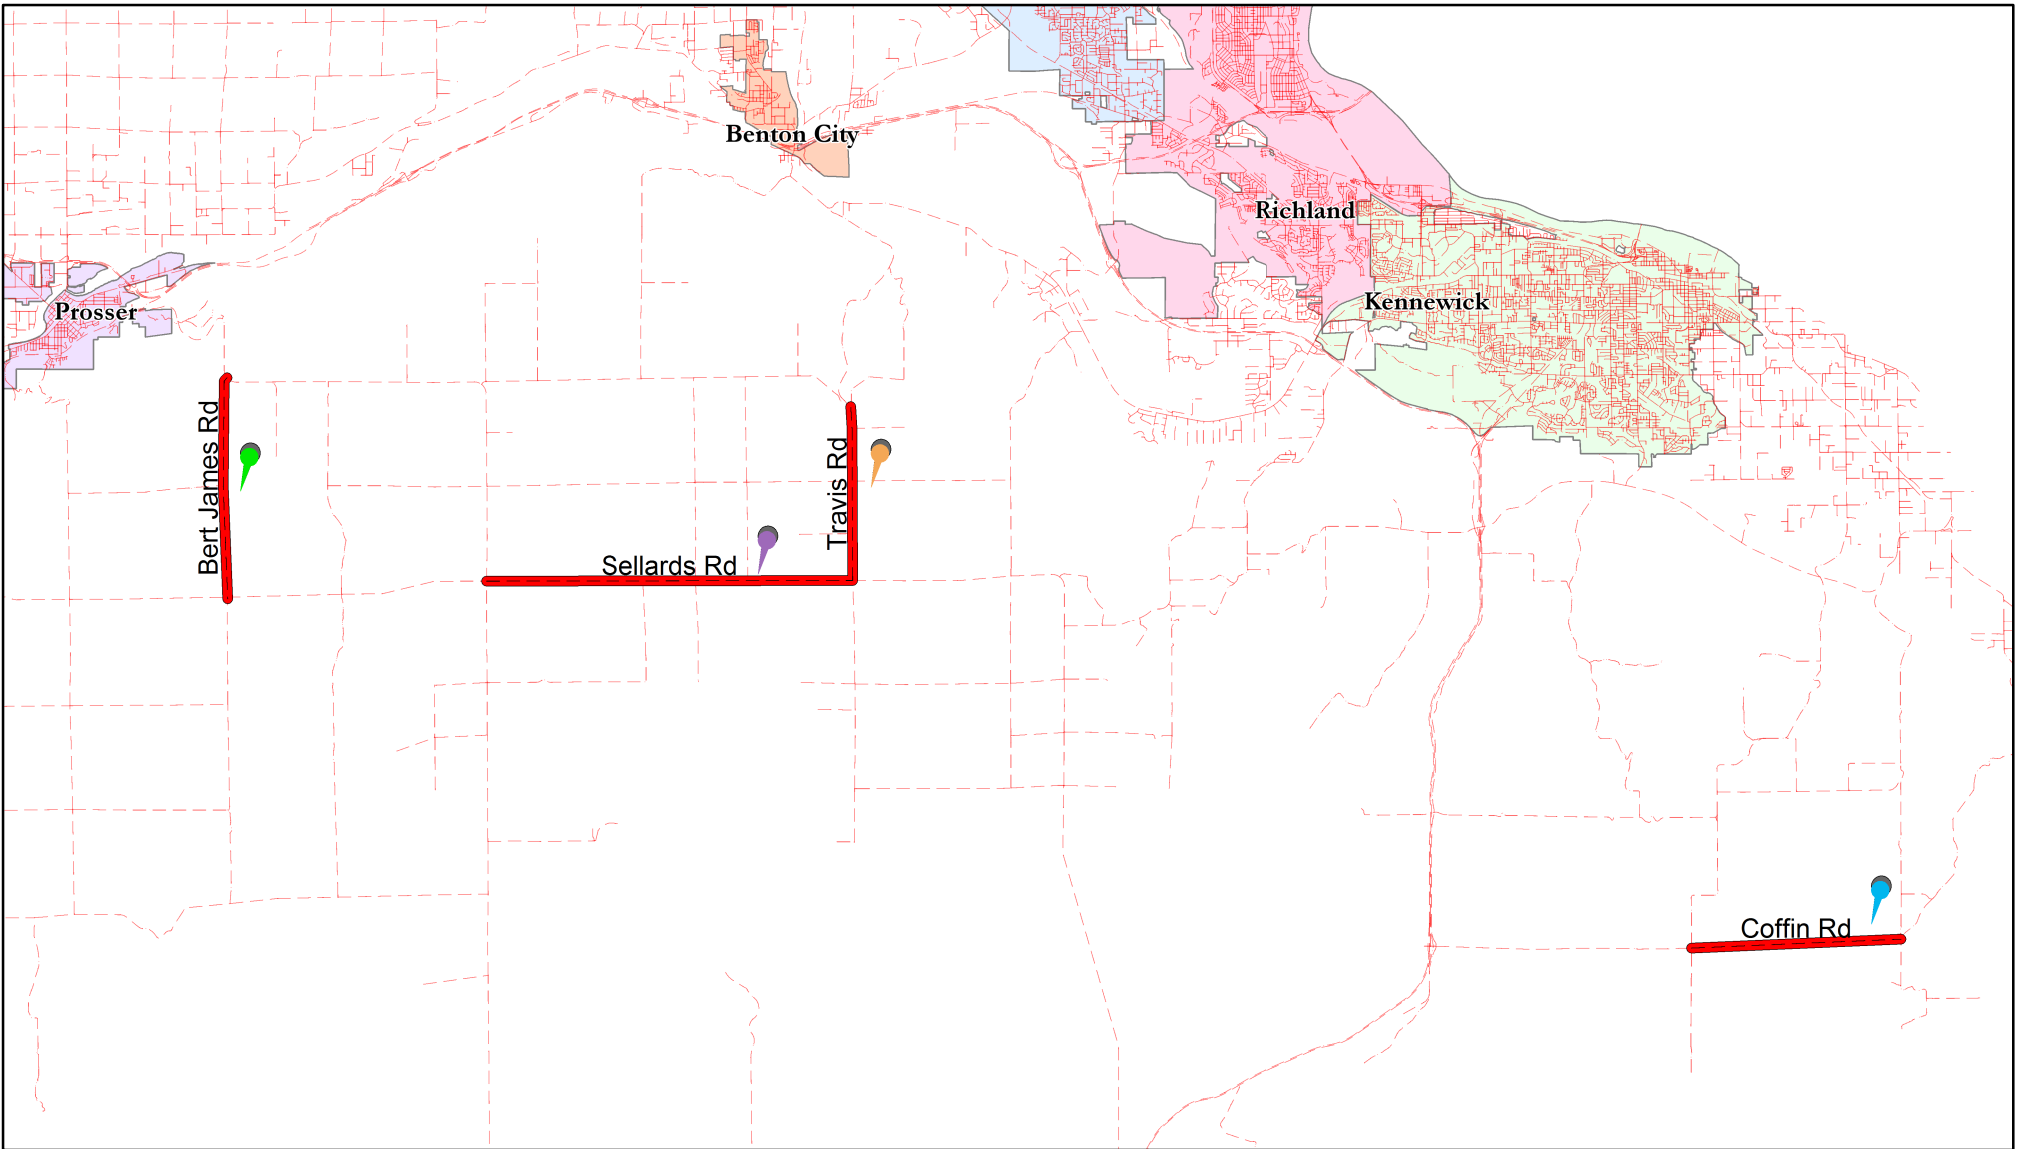 Benton City
Richland
Kennewick
Prosser
Bert James Rd
Travis Rd
Sellards Rd
Coffin Rd